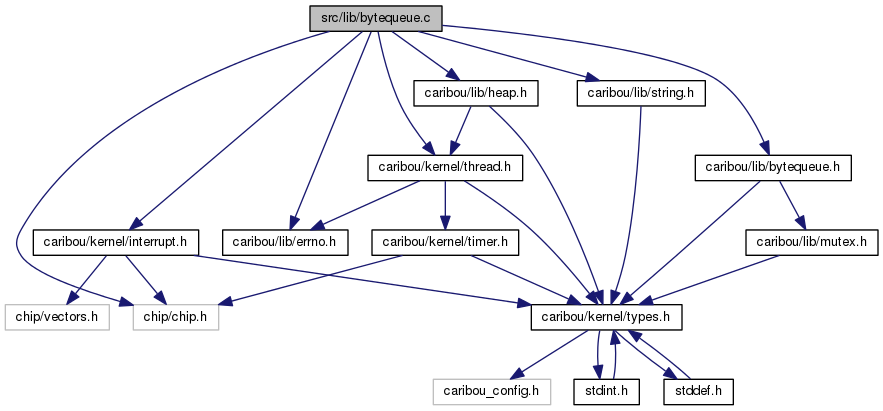 src/lib/bytequeue.c
caribou/lib/heap.h
caribou/lib/string.h
caribou/kernel/thread.h
caribou/lib/bytequeue.h
caribou/kernel/interrupt.h
caribou/lib/errno.h
caribou/kernel/timer.h
caribou/lib/mutex.h
chip/vectors.h
chip/chip.h
caribou/kernel/types.h
caribou_config.h
stdint.h
stddef.h